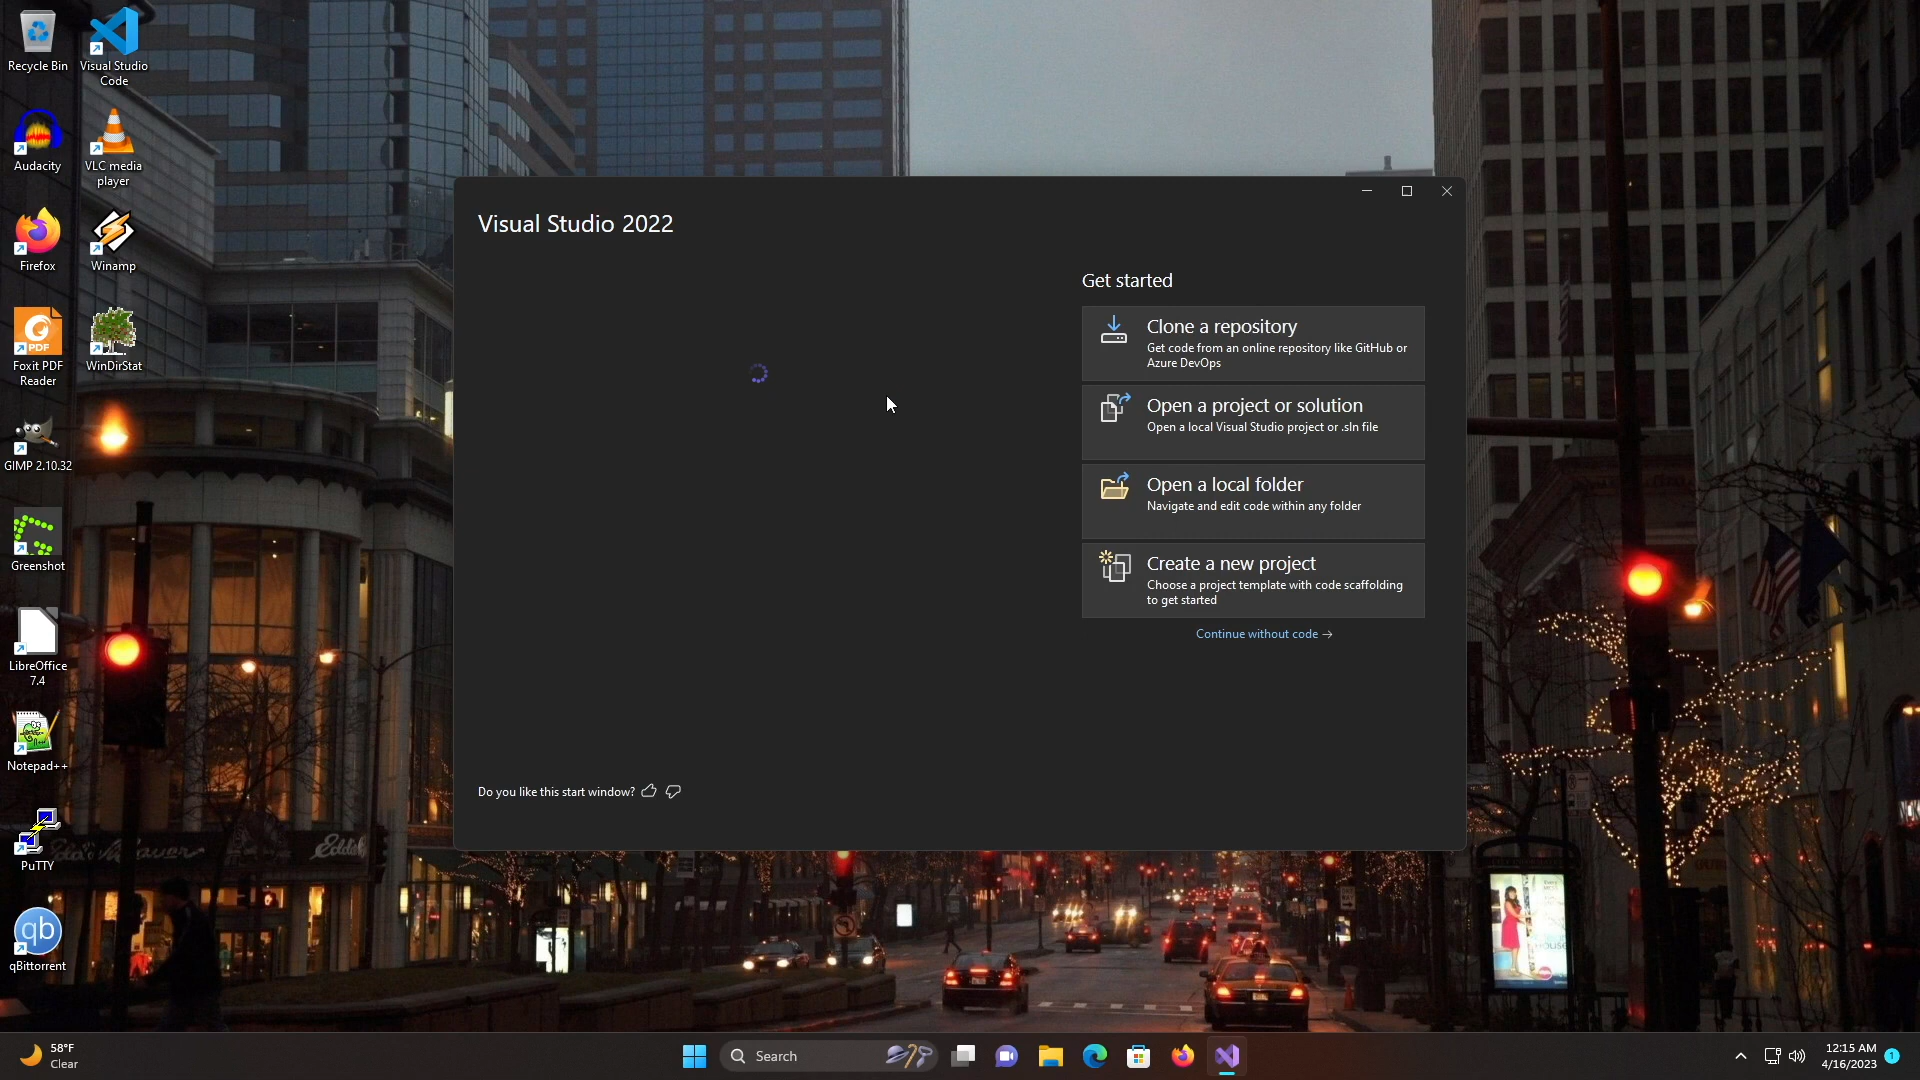 Recycle Bin
Visual Studio
Code
Audacity
VLC media
player
Firefox
Winamp
PDF
Foxit PDF
Reader
WinDirStat
GIMP 2.10.32
Greenshot
LibreOffice
7.4
Notepad++
PuTTY
qb
qBittorrent
Visual Studio 2022
Get started
Clone a repository
Get code from an online repository like GitHub or
Azure DevOps
Open a project or solution
Open a local Visual Studio project or .sln file
Open a local folder
Navigate and edit code within any folder
Create a new project
Choose a project template with code scaffolding
to get started
Continue without code →
Do you like this start window?
Eddie Bauer
58°F
Clear
Search
12:15 AM
4/16/2023
1